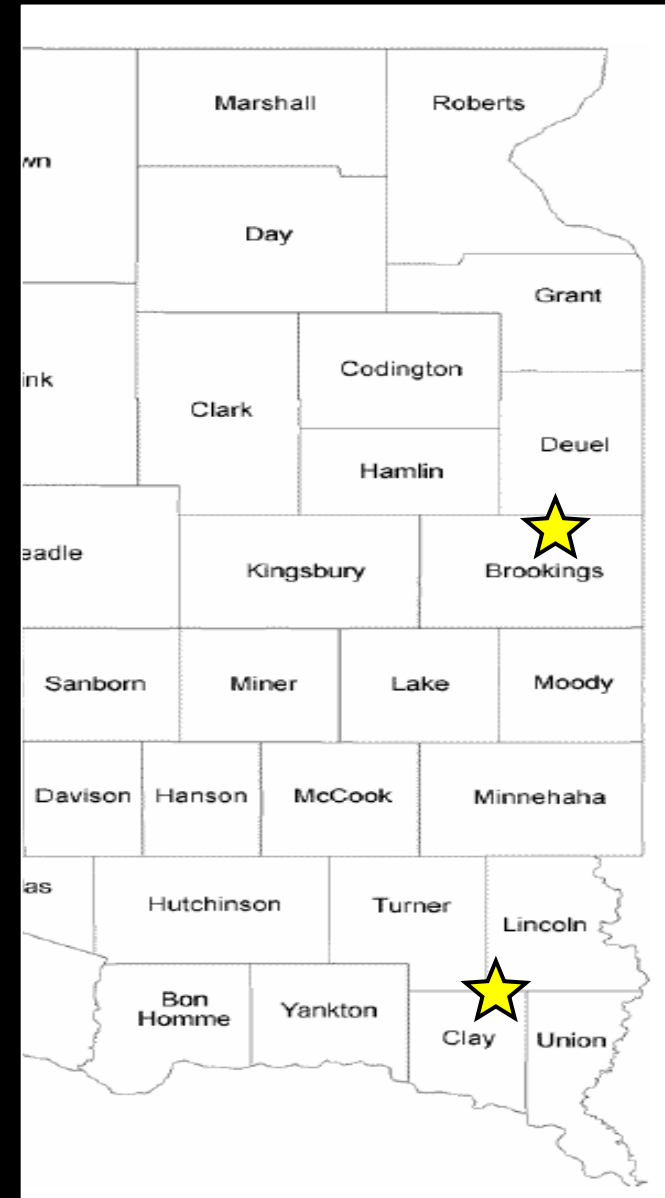 Marshall
Roberts
wn
Day
Grant
ink
Codington
Clark
Deuel
Hamlin
eadle
Kingsbury
Brookings
Sanborn
Miner
Lake
Moody
Davison
Hanson
McCook
Minnehaha
as
Hutchinson
Turner
Lincoln
Bon
Homme
Yankton
Clay
Union